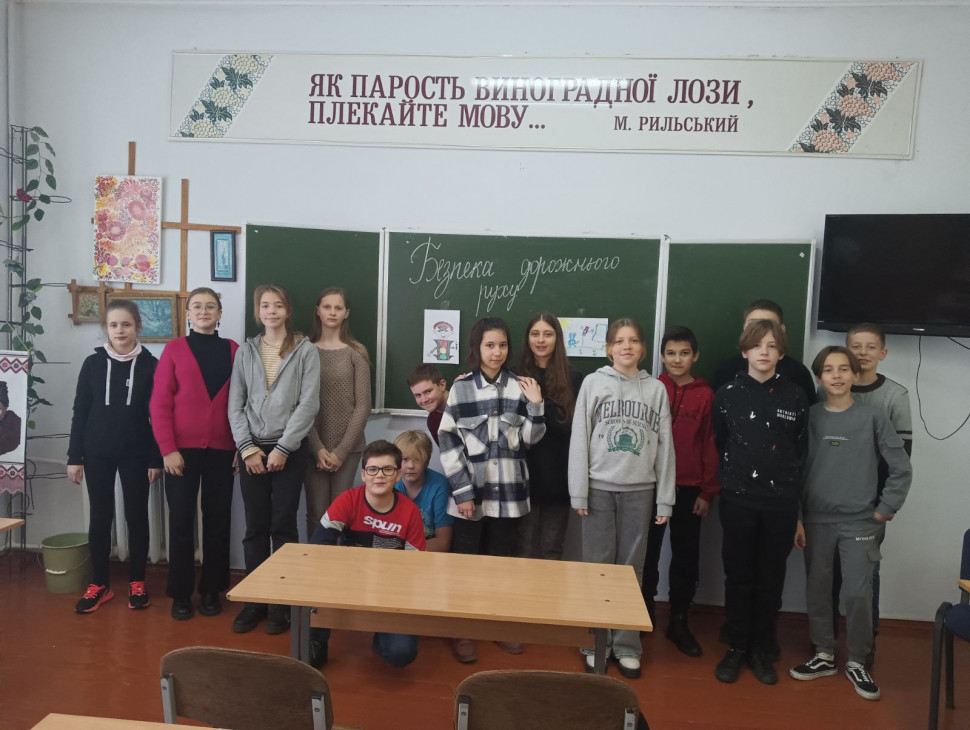 ЯК ПАРОСТЬ ВИНОГРАДНОЇ ЛОЗИ,
ПЛЕКАЙТЕ МОВУ...
М. РИЛЬСЬКИЙ
Безпека дорожнього
руху
MELBOURNE
spun